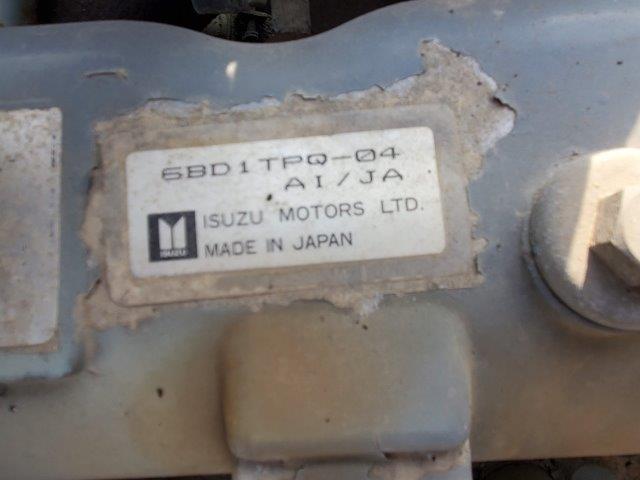 6BD1TPQ-04
AI/JA
ISUZU MOTORS LTD.
ISUZU
MADE IN JAPAN